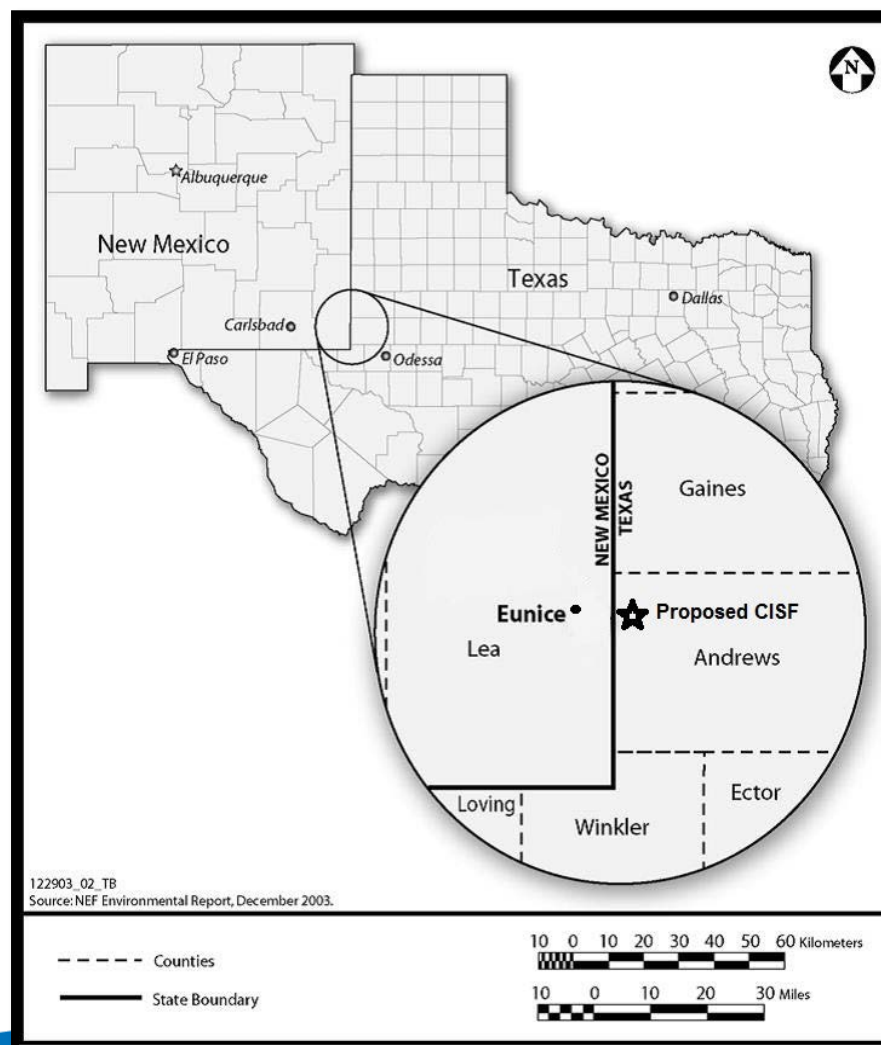 N
Albuquerque
New Mexico
Texas
Dallas
Carlsbad
El Paso
Odessa
NEW MEXICO
TEXAS
Gaines
Eunice
Proposed CISF
Lea
Andrews
Loving
Winkler
Ector
122903_02_TB
Source: NEF Environmental Report, December 2003.
Counties
State Boundary
10 0 10 20 30 40 50 60 Kilometers
10 0 10 20 30 Miles